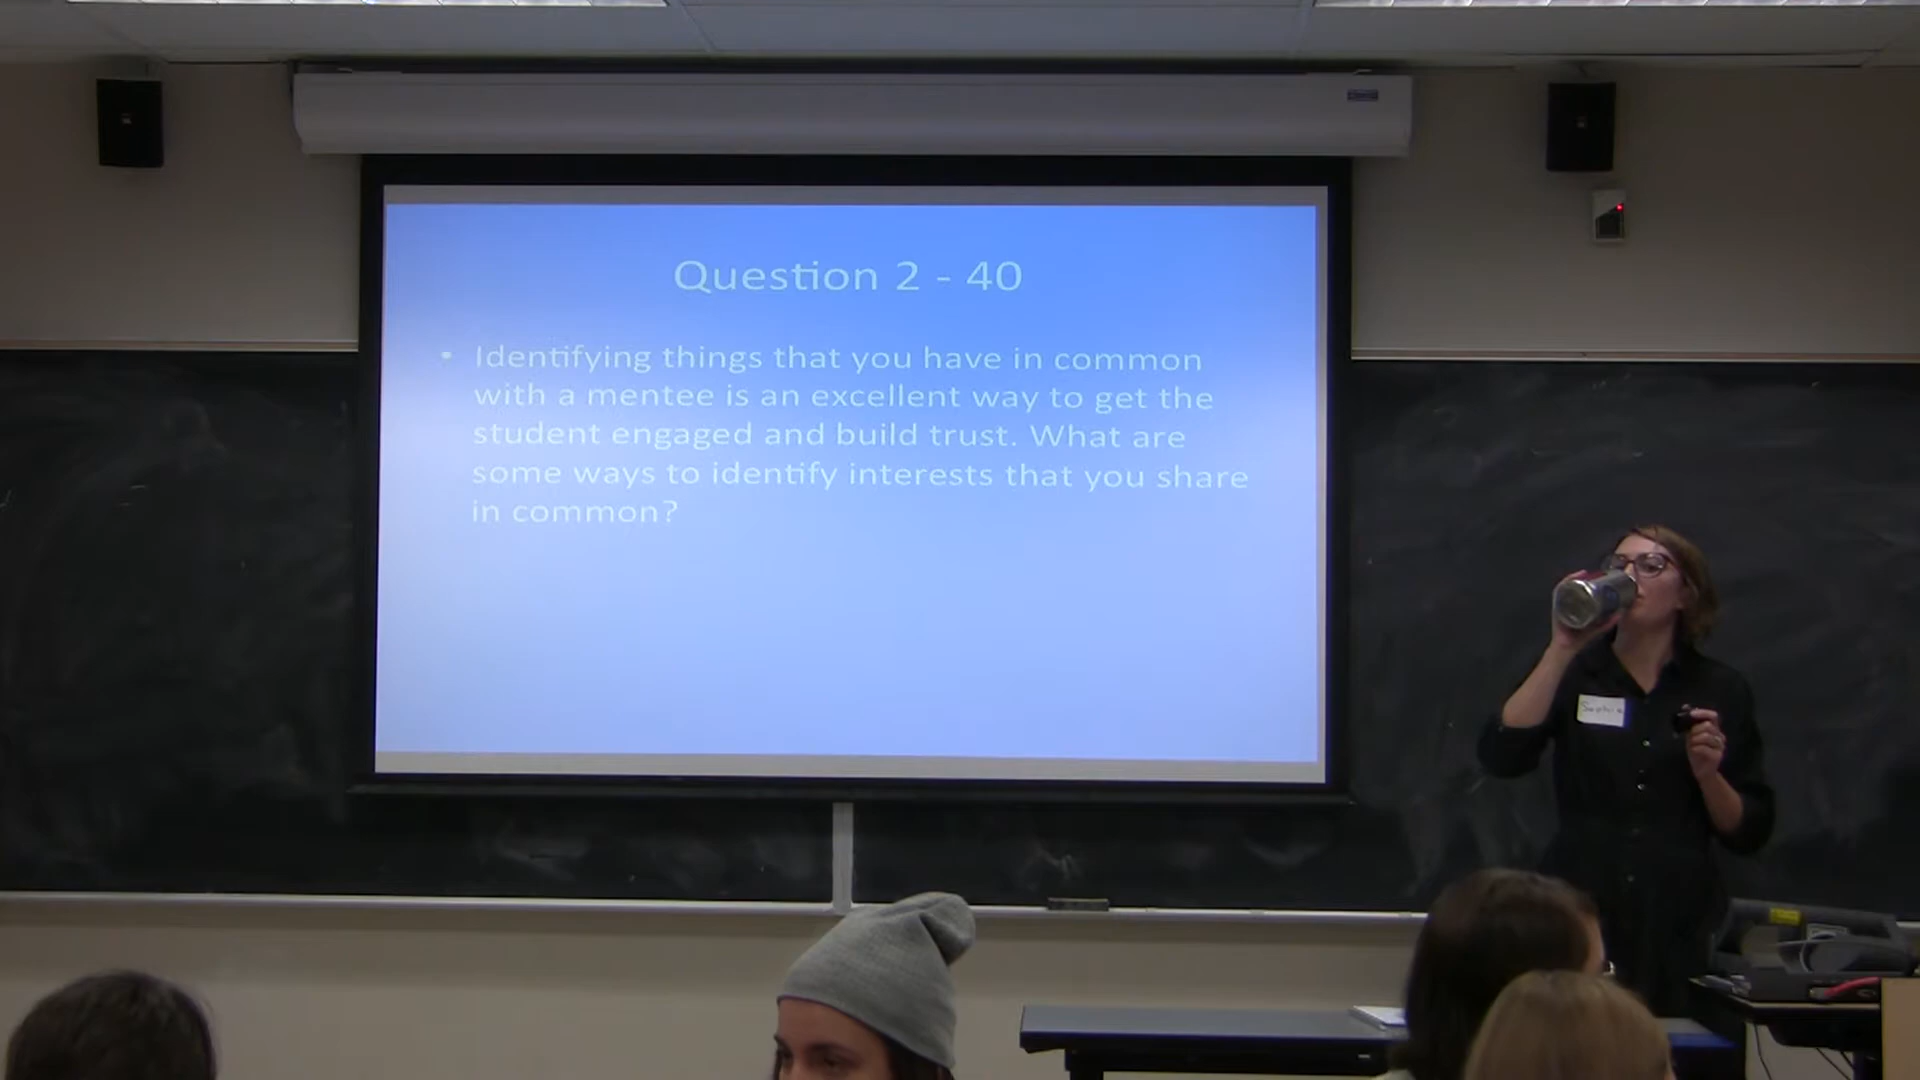 Question 2 - 40
• Identifying things that you have in common
with a mentee is an excellent way to get the
student engaged and build trust. What are
some ways to identify interests that you share
in common?
Sophie